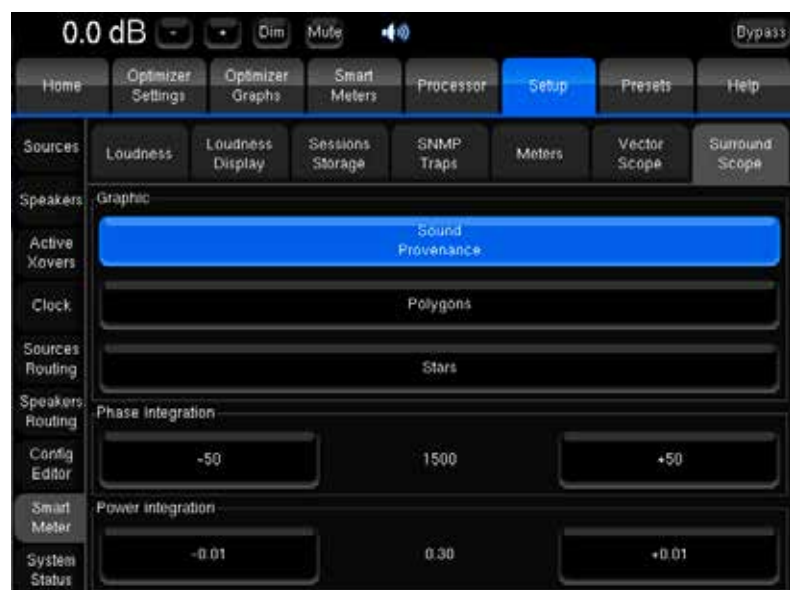 0.0 dB - + Dim Mute Bypass
Home Optimizer Settings Optimizer Graphs Smart Meters Processor Setup Presets Help
Sources
Speakers
Active Xovers
Clock
Sources Routing
Speakers Routing
Config Editor
Smart Meter
System Status
Loudness Loudness Display Sessions Storage SNMP Traps Meters Vector Scope Surround Scope
Graphic
Sound
Provenance
Polygons
Stars
Phase integration
-50 1500 +50
Power integration
-0.01 0.30 +0.01